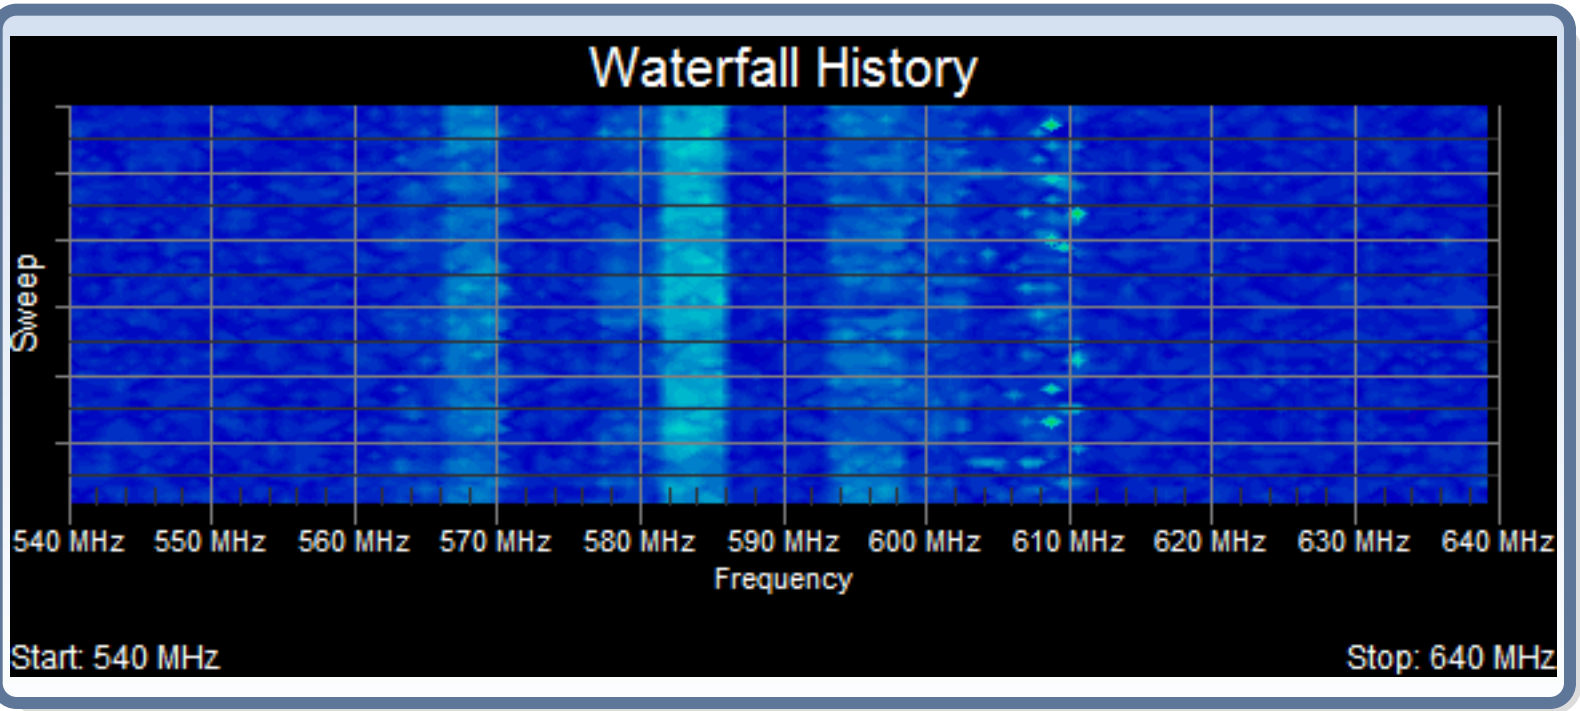 Waterfall History
Sweep
540 MHz 550 MHz 560 MHz 570 MHz 580 MHz 590 MHz 600 MHz 610 MHz 620 MHz 630 MHz 640 MHz
Frequency
Start: 540 MHz Stop: 640 MHz